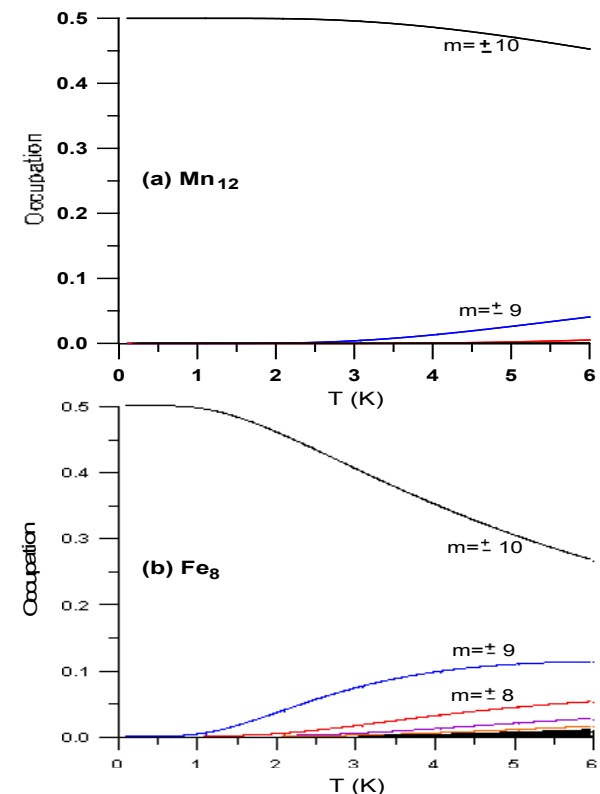 0.5
m=±10
0.4
0.3
Occupation
(a) Mn12
0.2
0.1
m=± 9
0.0
0 1 2 3 4 5 6
T (K)
0.5
0.4
0.3
m=± 10
Occupation
(b) Fe8
0.2
m=± 9
0.1
m=± 8
0.0
0 1 2 3 4 5 6
T (K)